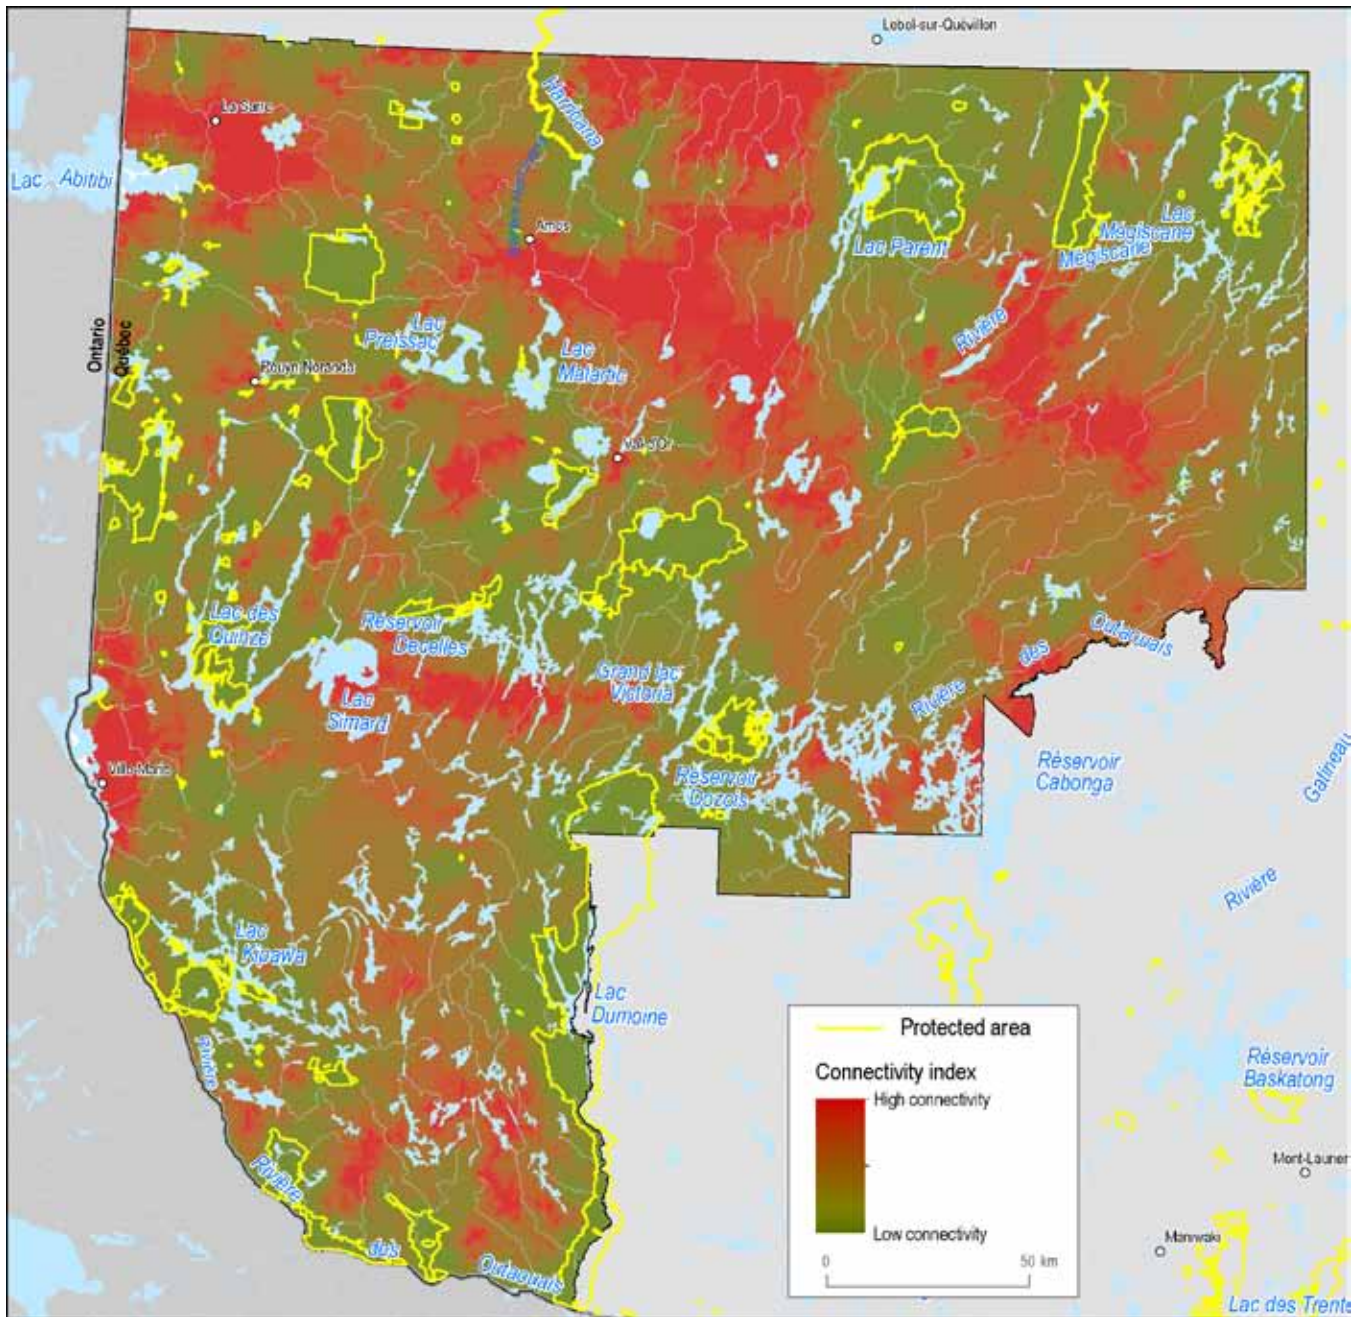 Lebel-sur-Quévillon
Harricana
La Sarre
Lac Abitibi
Amos
Lac Parent
Lac
Mégiscane
Mégiscane
Rivière
Ontario
Québec
Lac
Preissac
Lac
Malartic
Rouyn-Noranda
Val-d'Or
Lac des
Quinze
Réservoir
Decelles
Grand lac
Victoria
Lac
Simard
Rivière
des
Outaouais
Ville-Marie
Réservoir
Dozois
Réservoir
Cabonga
Gatineau
Rivière
Lac
Kipawa
Lac
Dumoine
Rivière
Rivière
des
Outaouais
Protected area
Connectivity index
High connectivity
Low connectivity
0 50 km
Réservoir
Baskatong
Mont-Laurier
Maniwaki
Lac des Trente